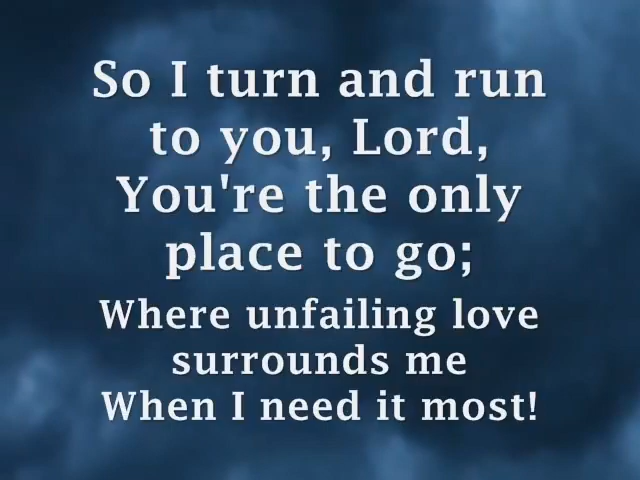 So I turn and run
to you, Lord,
You're the only
place to go;
Where unfailing love
surrounds me
When I need it most!